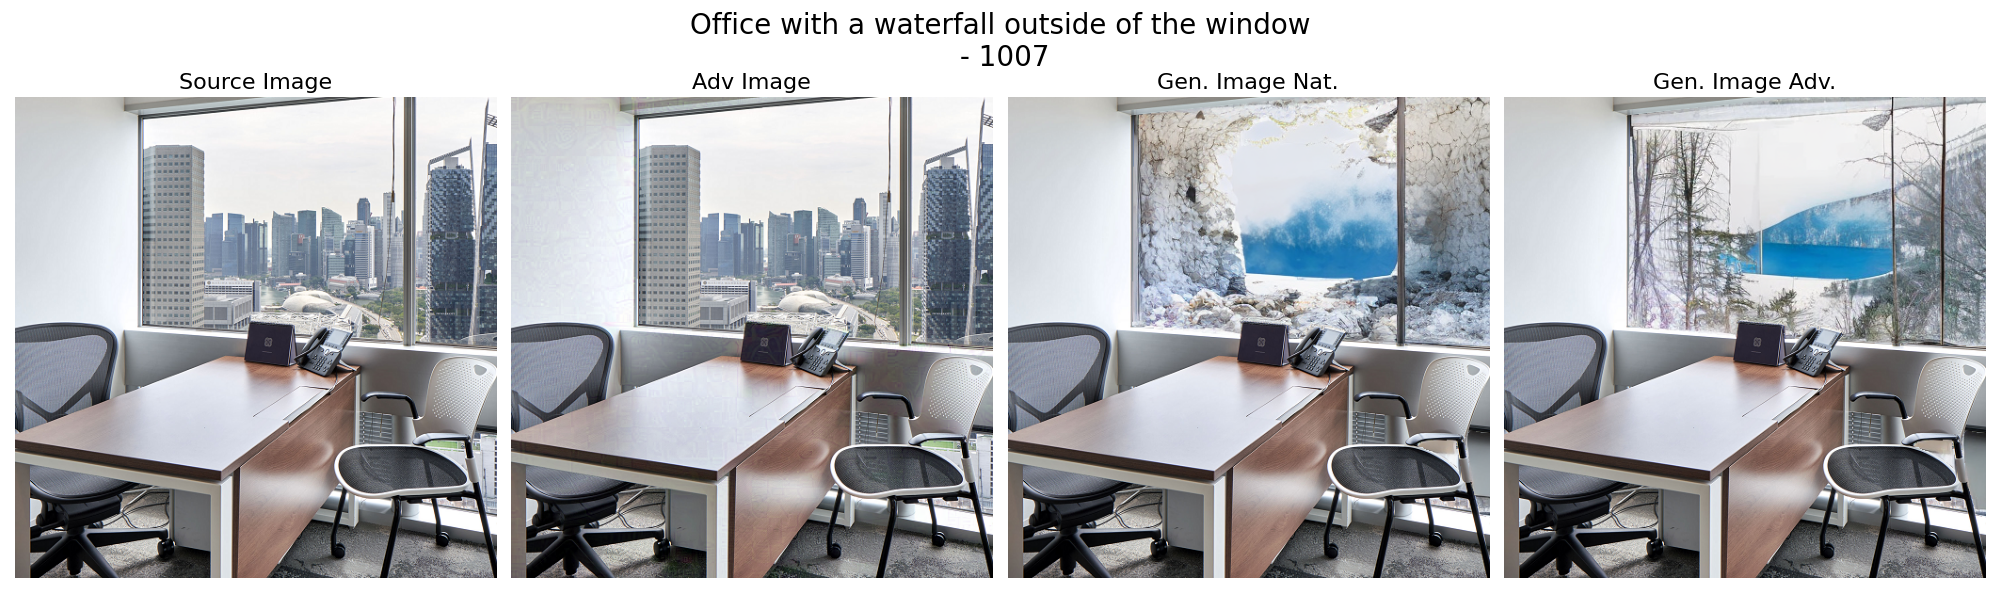 Office with a waterfall outside of the window
- 1007
Source Image
Adv Image
Gen. Image Nat.
Gen. Image Adv.